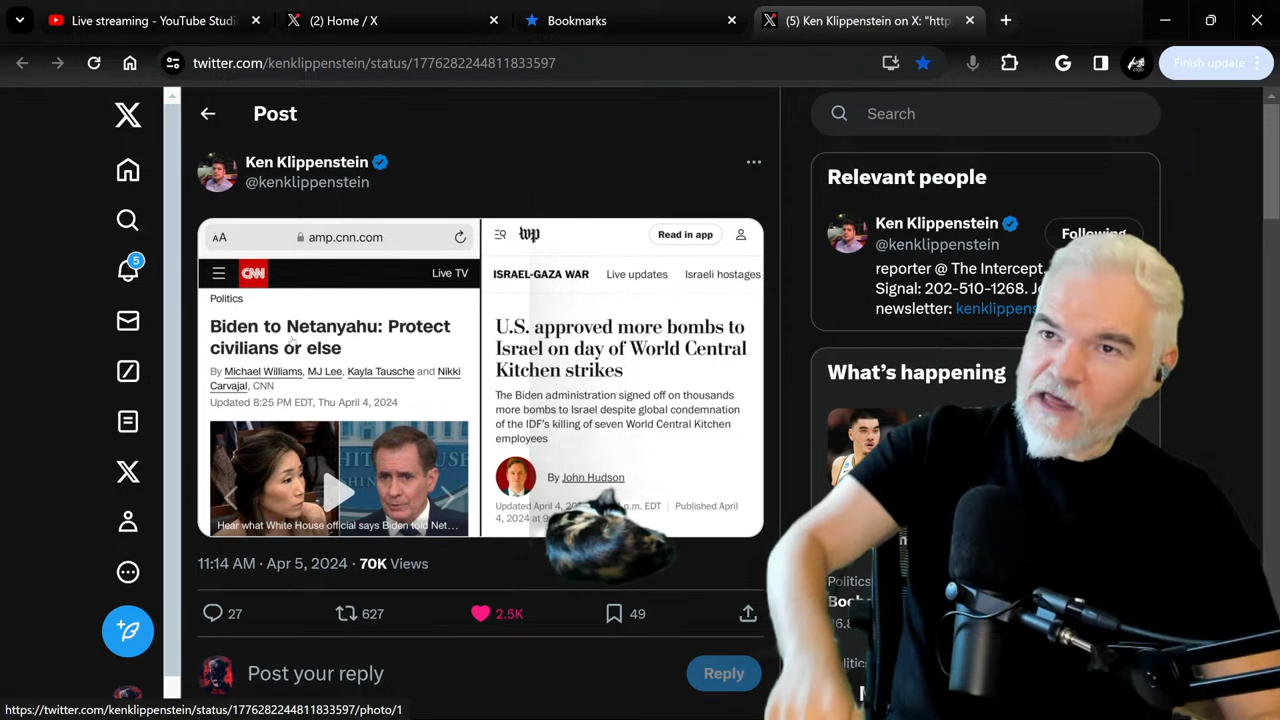 Live streaming - YouTube Studi
(2) Home / X
Bookmarks
(5) Ken Klippenstein on X: "http
twitter.com/kenklippenstein/status/1776282244811833597
Finish update
Post
Search
Ken Klippenstein
@kenklippenstein
Relevant people
Ken Klippenstein
@kenklippenstein
Following
reporter @ The Intercept.
Signal: 202-510-1268.
newsletter:
5
AA
amp.cnn.com
CNN
Live TV
Politics
Biden to Netanyahu: Protect
civilians or else
By Michael Williams, MJ Lee, Kayla Tausche and Nikki
Carvajal, CNN
Updated 8:25 PM EDT, Thu April 4, 2024
Hear what White House official says Biden told Net…
wp
Read in app
ISRAEL-GAZA WAR
Live updates
Israeli hostages
U.S. approved more bombs to
Israel on day of World Central
Kitchen strikes
The Biden administration signed off on thousands
more bombs to Israel despite global condemnation
of the IDF's killing of seven World Central Kitchen
employees
By John Hudson
Published April
What's happening
11:14 AM · Apr 5, 2024 · 70K Views
27
627
2.5K
49
Post your reply
Reply
https://twitter.com/kenklippenstein/status/1776282244811833597/photo/1